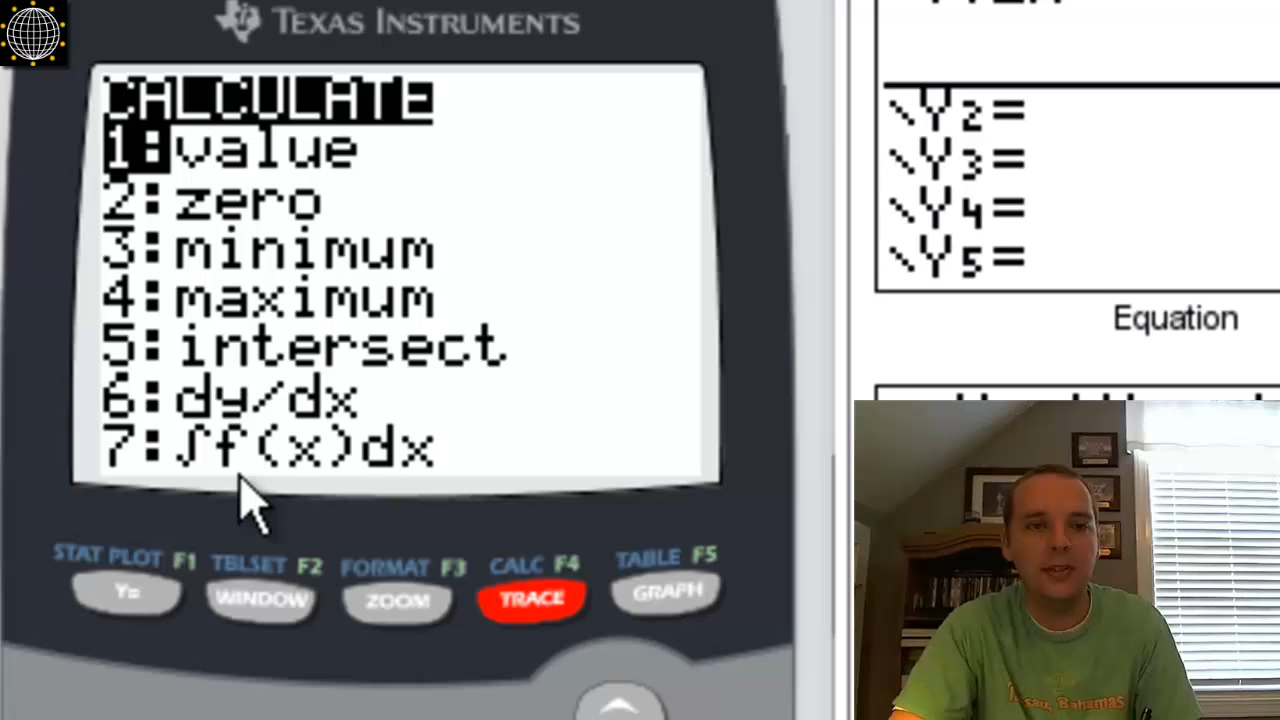 TEXAS INSTRUMENTS
CALCULATE
1:value
2:zero
3:minimum
4:maximum
5:intersect
6:dy/dx
7:∫f(x)dx
STAT PLOT F1 TBLSET F2 FORMAT F3 CALC F4 TABLE F5
Y= WINDOW ZOOM TRACE GRAPH
\Y2=
\Y3=
\Y4=
\Y5=
Equation
Bahamas